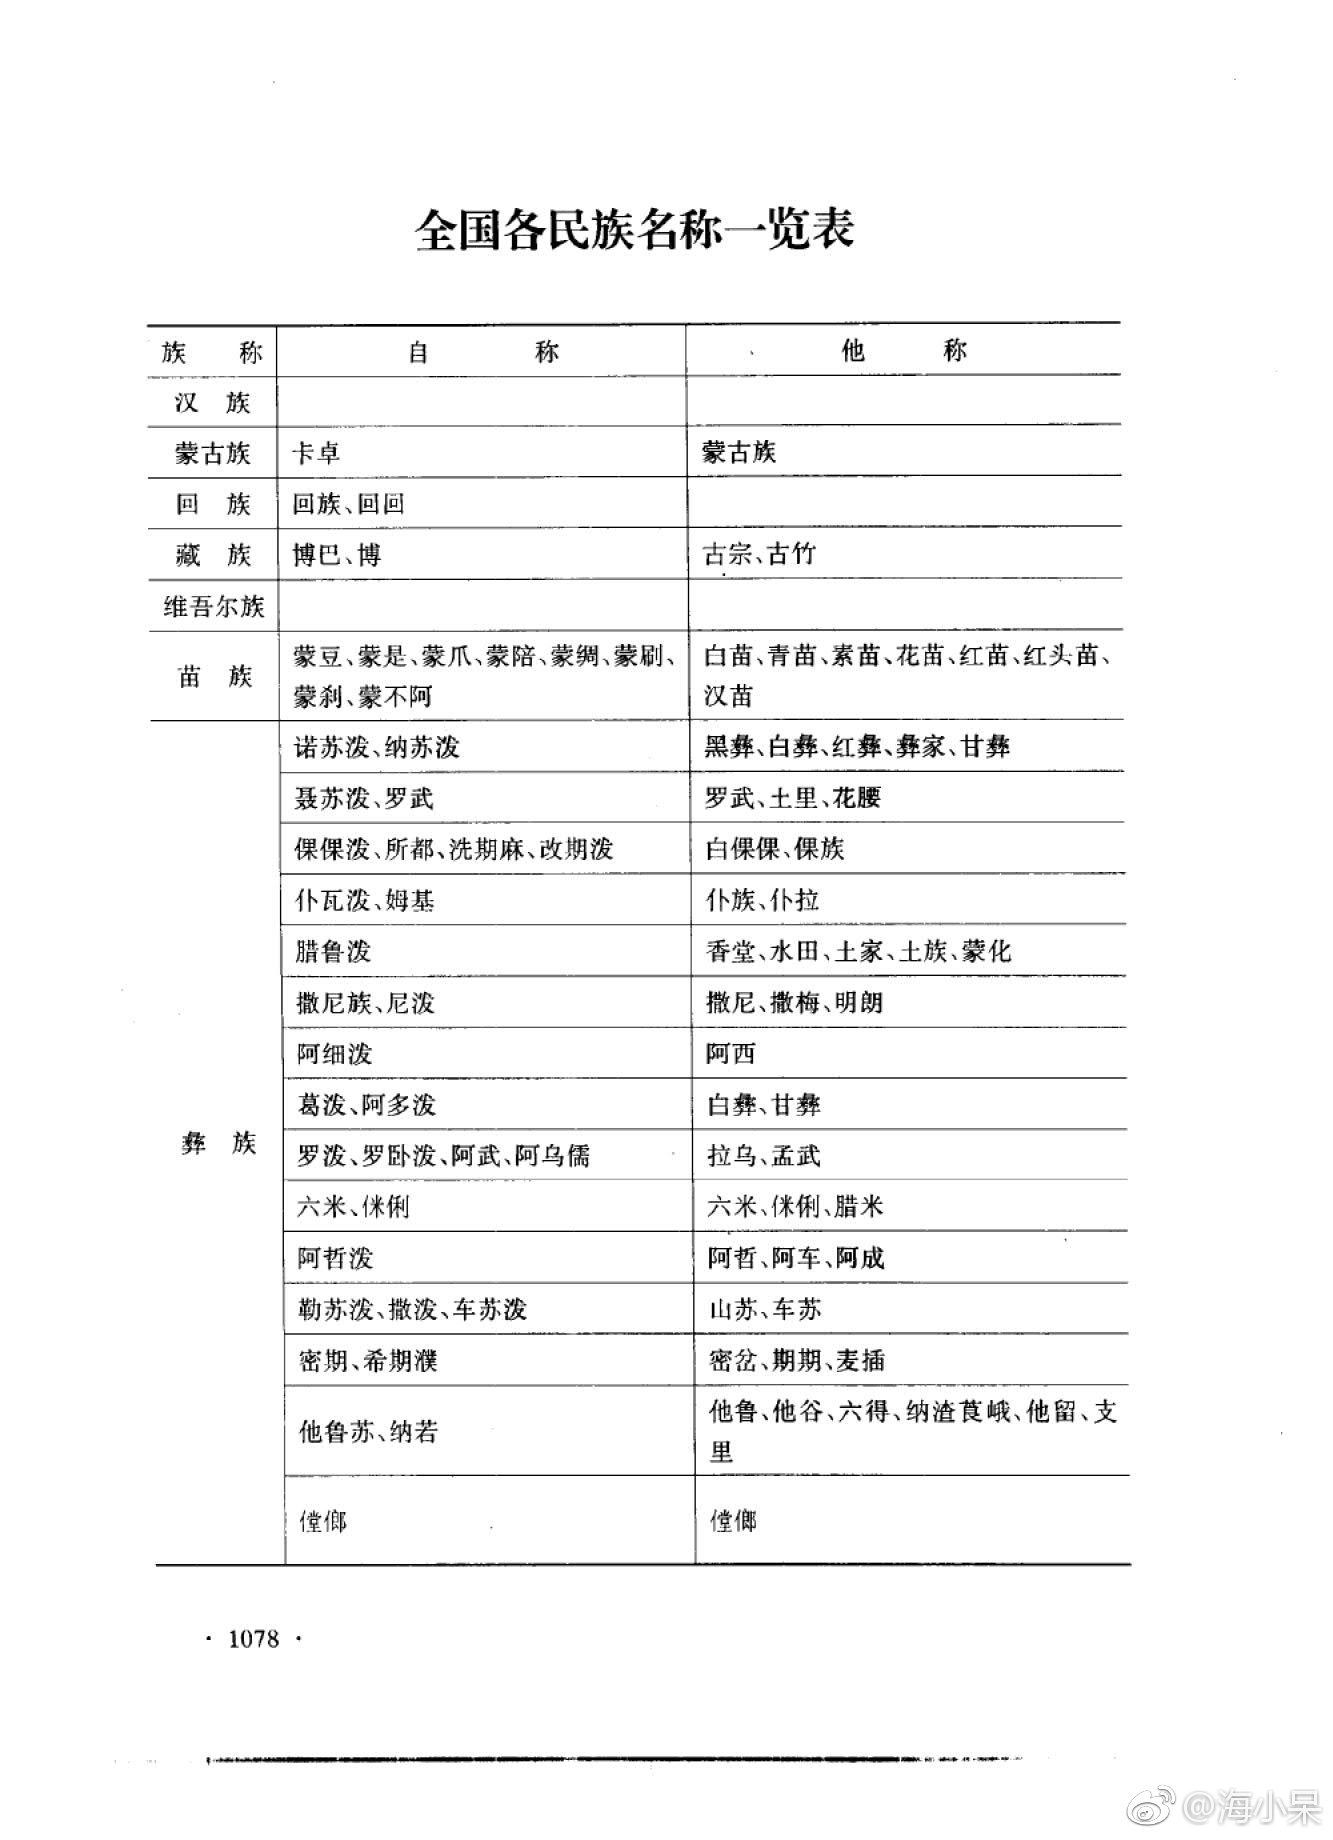 全国各民族名称一览表
族 称 自 称 他 称
汉 族
蒙古族 卡卓 蒙古族
回 族 回族、回回
藏 族 博巴、博 古宗、古竹
维吾尔族
苗 族 蒙豆、蒙是、蒙爪、蒙陪、蒙绸、蒙刷、 白苗、青苗、素苗、花苗、红苗、红头苗、
蒙刹、蒙不阿 汉苗
诺苏泼、纳苏泼 黑彝、白彝、红彝、彝家、甘彝
聂苏泼、罗武 罗武、土里、花腰
倮倮泼、所都、洗期麻、改期泼 白倮倮、倮族
仆瓦泼、姆基 仆族、仆拉
腊鲁泼 香堂、水田、土家、土族、蒙化
撒尼族、尼泼 撒尼、撒梅、明朗
阿细泼 阿西
葛泼、阿多泼 白彝、甘彝
彝 族 罗泼、罗卧泼、阿武、阿乌儒 拉乌、孟武
六米、侎俐 六米、侎俐、腊米
阿哲泼 阿哲、阿车、阿成
勒苏泼、撒泼、车苏泼 山苏、车苏
密期、希期濮 密岔、期期、麦插
他鲁苏、纳若 他鲁、他谷、六得、纳渣莨峨、他留、支
里
傥僔 傥僔
· 1078 ·
@海小呆